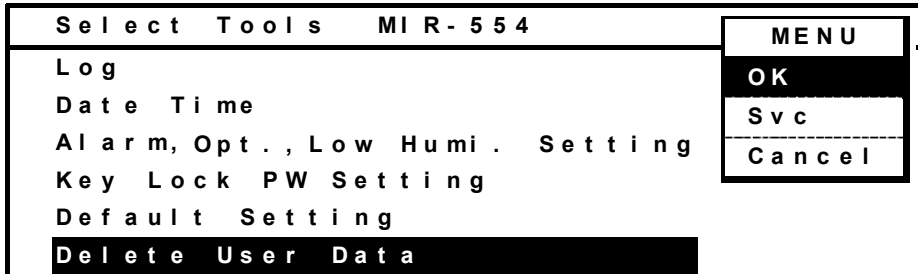 Select Tools MIR-554
Log
Date Time
Alarm, Opt., Low Humi. Setting
Key Lock PW Setting
Default Setting
Delete User Data
MENU
OK
Svc
Cancel